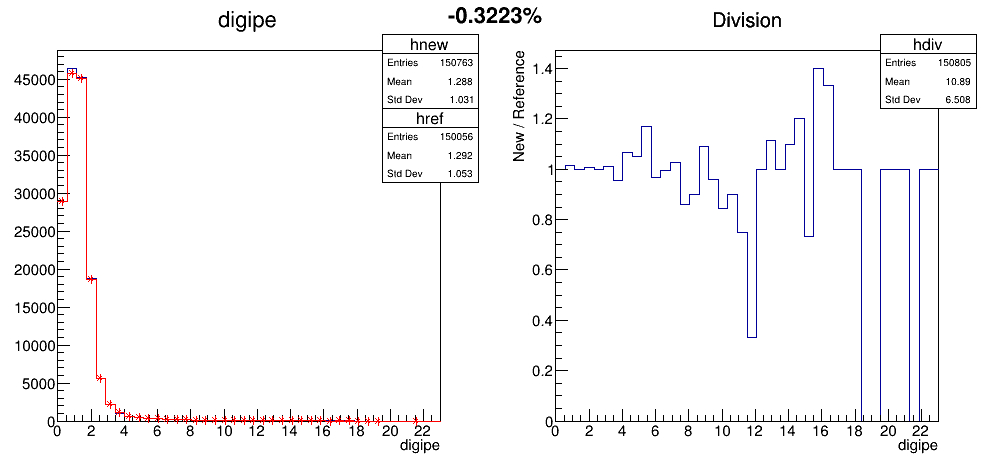 -0.3223%
digipe
hnew
Entries 150763
Mean 1.288
Std Dev 1.031
href
Entries 150056
Mean 1.292
Std Dev 1.053
45000
40000
35000
30000
25000
20000
15000
10000
5000
0
0 2 4 6 8 10 12 14 16 18 20 22
digipe
Division
hdiv
Entries 150805
Mean 10.89
Std Dev 6.508
New / Reference
1.4
1.2
1
0.8
0.6
0.4
0.2
0
0 2 4 6 8 10 12 14 16 18 20 22
digipe